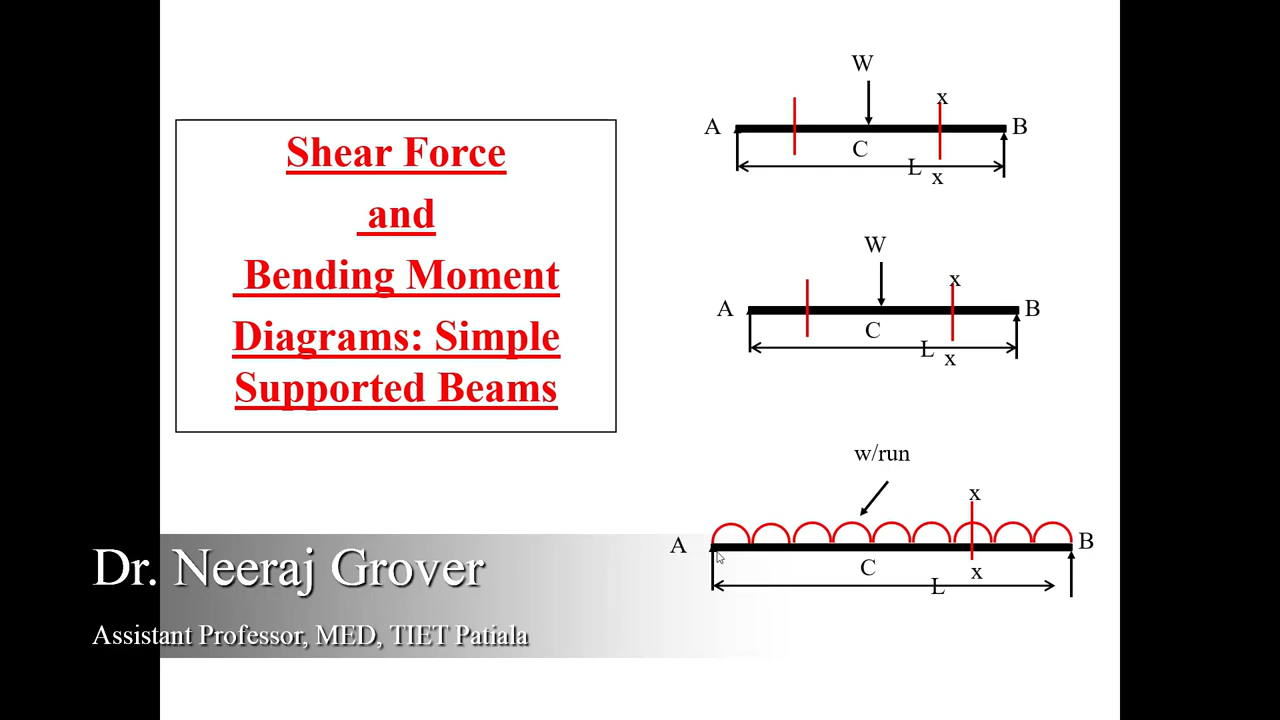 Shear Force
and
Bending Moment
Diagrams: Simple
Supported Beams
W
x
A
B
C
L
x
W
x
A
B
C
L
x
w/run
x
A
B
C
x
L
Dr. Neeraj Grover
Assistant Professor, MED, TIET Patiala